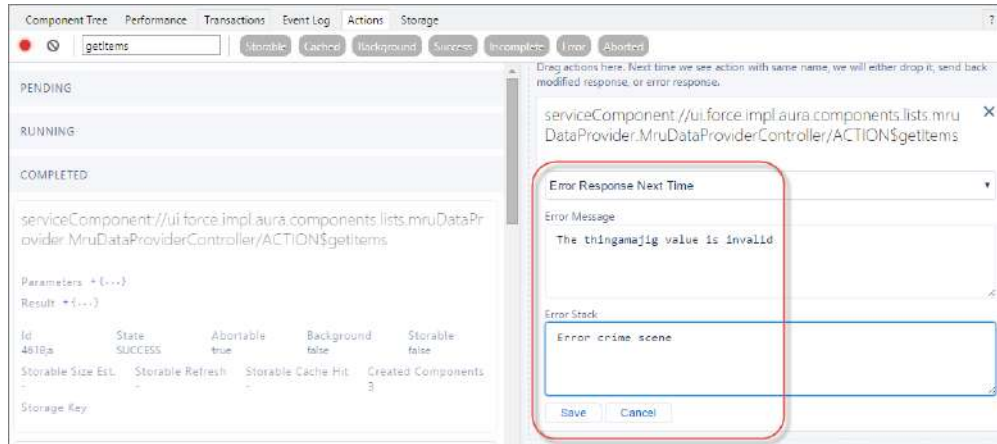 Component Tree Performance Transactions Event Log Actions Storage ?
getItems Storable Cached Background Success Incomplete Error Aborted
PENDING
RUNNING
COMPLETED
serviceComponent://ui.force.impl.aura.components.lists.mruDataPr
ovider.MruDataProviderController/ACTION$getItems
Parameters +{...}
Result +{...}
Id State Abortable Background Storable
4619;a SUCCESS true false false
Storable Size Est. Storable Refresh Storable Cache Hit Created Components
- - - 3
Storage Key
Drag actions here. Next time we see action with same name, we will either drop it, send back
modified response, or error response.
serviceComponent://ui.force.impl.aura.components.lists.mru
DataProvider.MruDataProviderController/ACTION$getItems
Error Response Next Time
Error Message
The thingamajig value is invalid
Error Stack
Error crime scene
Save Cancel